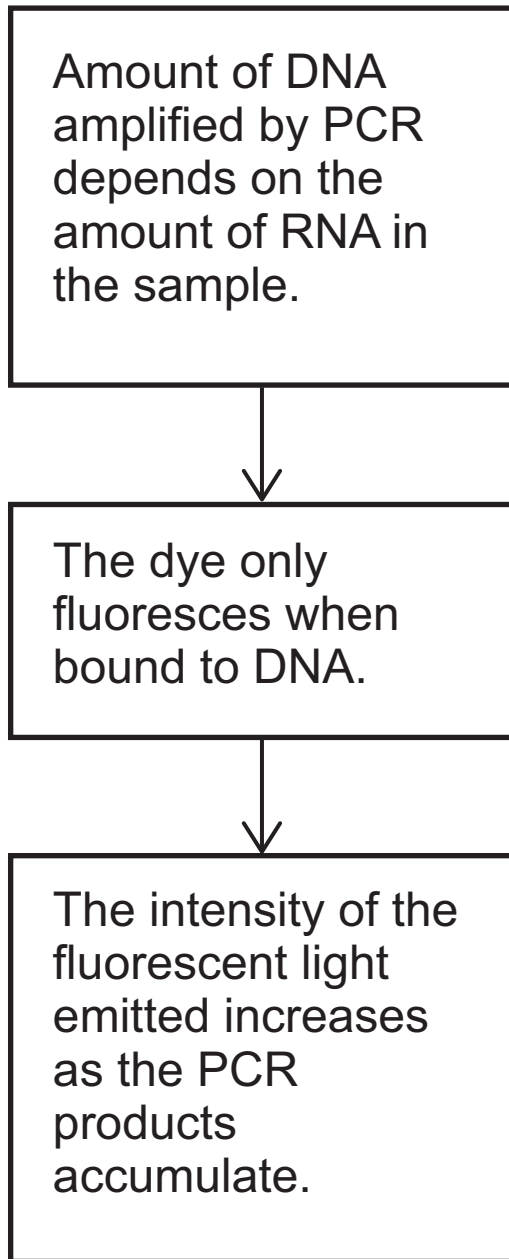 Amount of DNA
amplified by PCR
depends on the
amount of RNA in
the sample.
The dye only
fluoresces when
bound to DNA.
The intensity of the
fluorescent light
emitted increases
as the PCR
products
accumulate.